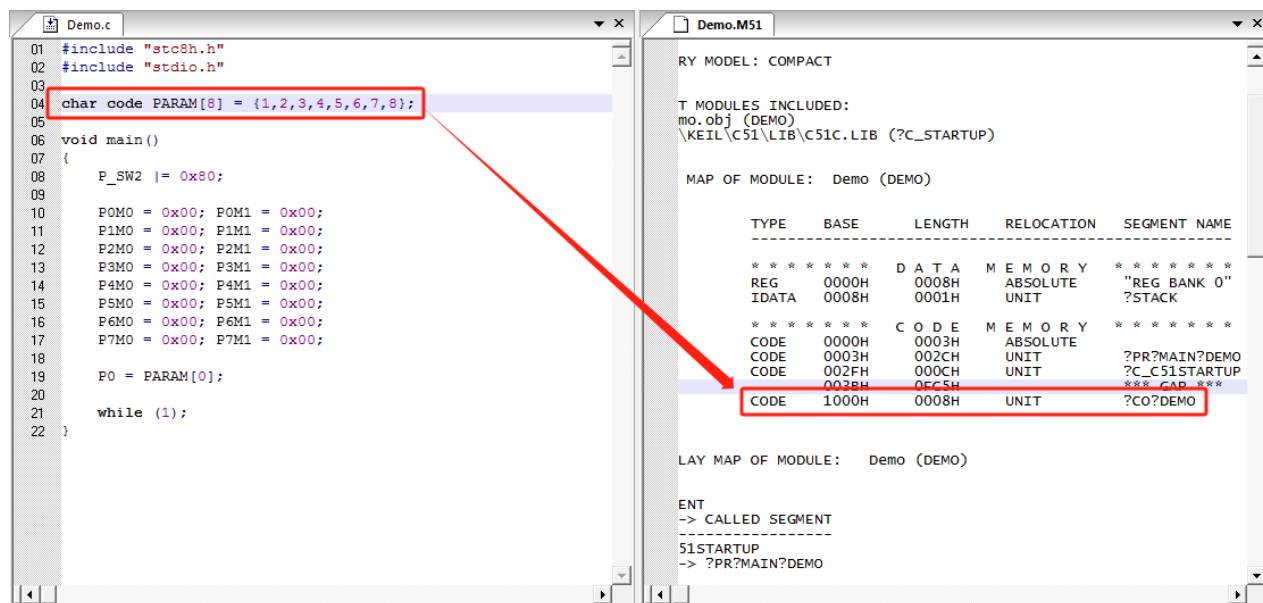 Demo.c
01 #include "stc8h.h"
02 #include "stdio.h"
03
04 char code PARAM[8] = {1,2,3,4,5,6,7,8};
05
06 void main()
07 {
08     P_SW2 |= 0x80;
09
10     P0M0 = 0x00; P0M1 = 0x00;
11     P1M0 = 0x00; P1M1 = 0x00;
12     P2M0 = 0x00; P2M1 = 0x00;
13     P3M0 = 0x00; P3M1 = 0x00;
14     P4M0 = 0x00; P4M1 = 0x00;
15     P5M0 = 0x00; P5M1 = 0x00;
16     P6M0 = 0x00; P6M1 = 0x00;
17     P7M0 = 0x00; P7M1 = 0x00;
18
19     P0 = PARAM[0];
20
21     while (1);
22 }
Demo.M51
RY MODEL: COMPACT
T MODULES INCLUDED:
mo.obj (DEMO)
\KEIL\C51\LIB\C51C.LIB (?C_STARTUP)
MAP OF MODULE:  Demo (DEMO)
TYPE    BASE      LENGTH    RELOCATION   SEGMENT NAME
-----------------------------------------------------
* * * * * * *   D A T A   M E M O R Y   * * * * * * *
REG     0000H     0008H     ABSOLUTE     "REG BANK 0"
IDATA   0008H     0001H     UNIT         ?STACK
* * * * * * *   C O D E   M E M O R Y   * * * * * * *
CODE    0000H     0003H     ABSOLUTE
CODE    0003H     002CH     UNIT         ?PR?MAIN?DEMO
CODE    002FH     000CH     UNIT         ?C_C51STARTUP
003BH     0FC5H                  *** GAP ***
CODE    1000H     0008H     UNIT         ?CO?DEMO
LAY MAP OF MODULE:   Demo (DEMO)
ENT
-> CALLED SEGMENT
-----------------
51STARTUP
-> ?PR?MAIN?DEMO